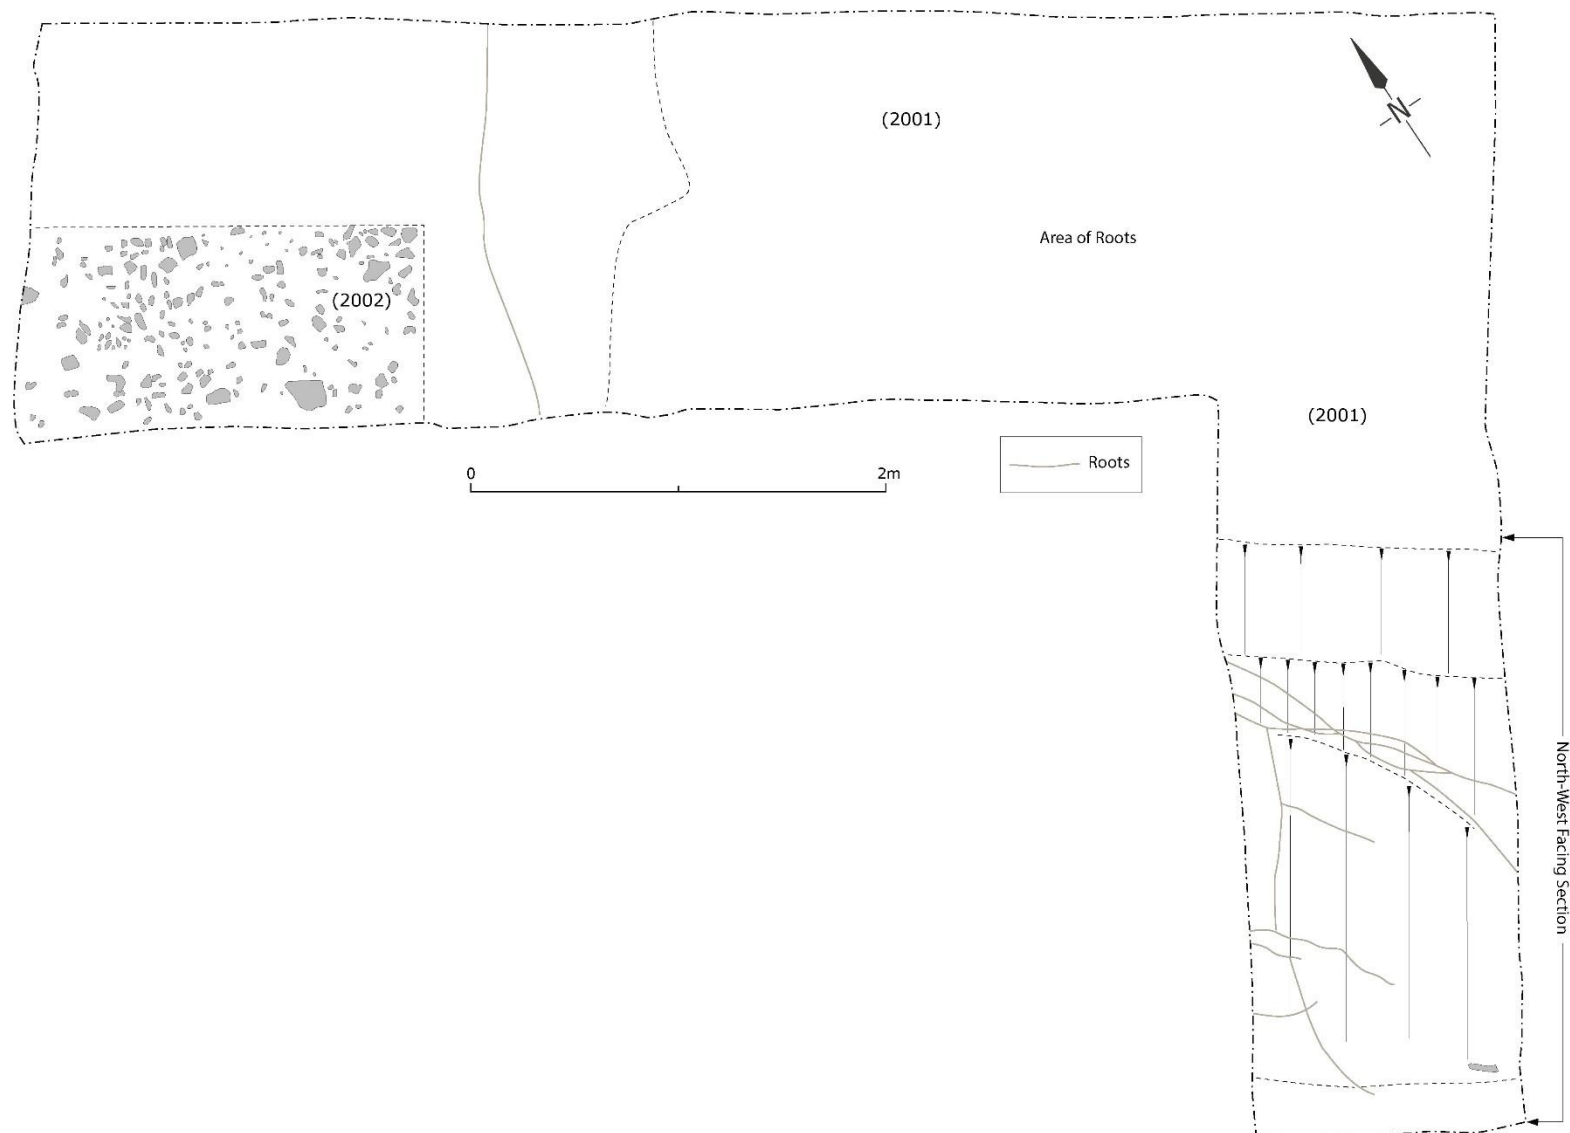 (2001)
N
Area of Roots
(2002)
(2001)
0 2m
Roots
North-West Facing Section